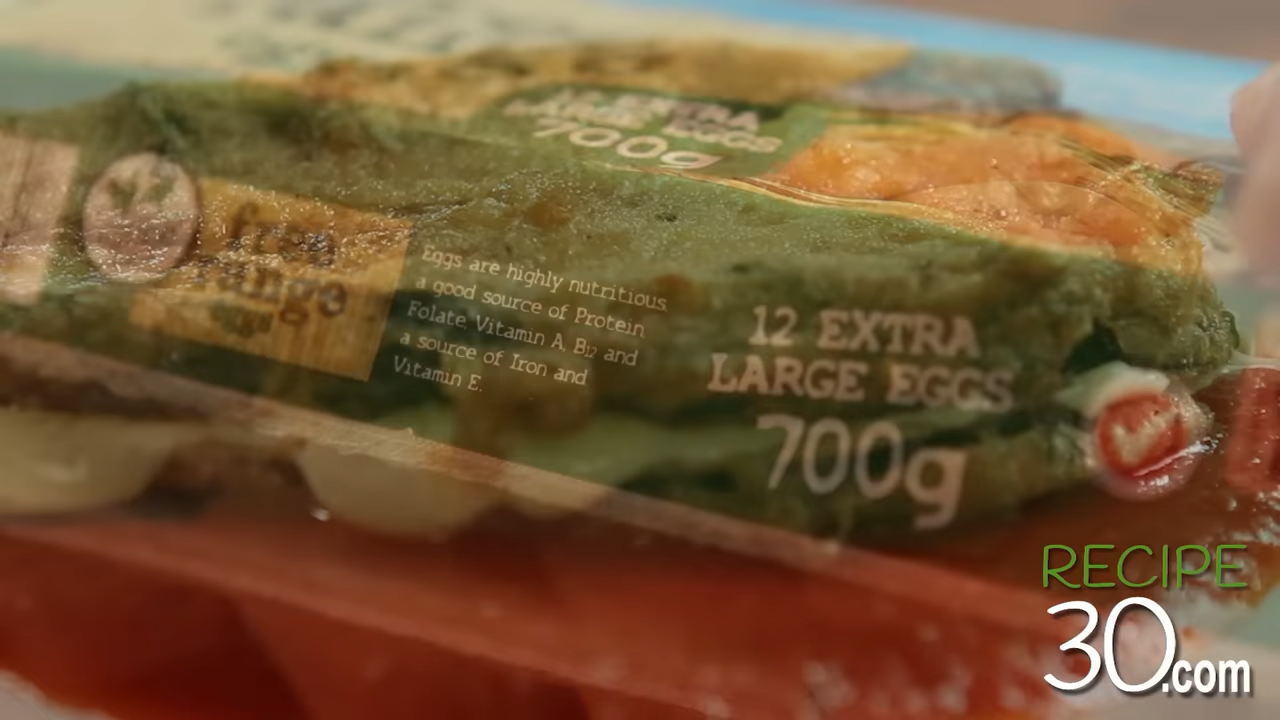 12 EXTRA
LARGE EGGS
700g
free
range
Eggs are highly nutritious
a good source of Protein
Folate, Vitamin A, B12 and
a source of Iron and
Vitamin E.
12 EXTRA
LARGE EGGS
700g
RECIPE
30.com